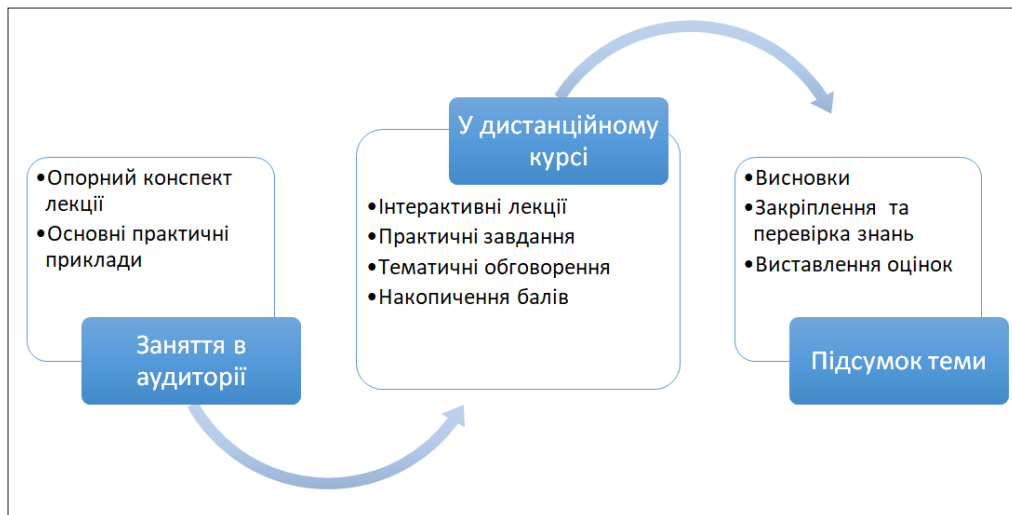 •Опорний конспект
лекції
•Основні практичні
приклади
Заняття в
аудиторії
У дистанційному
курсі
•Інтерактивні лекції
•Практичні завдання
•Тематичні обговорення
•Накопичення балів
•Висновки
•Закріплення та
перевірка знань
•Виставлення оцінок
Підсумок теми